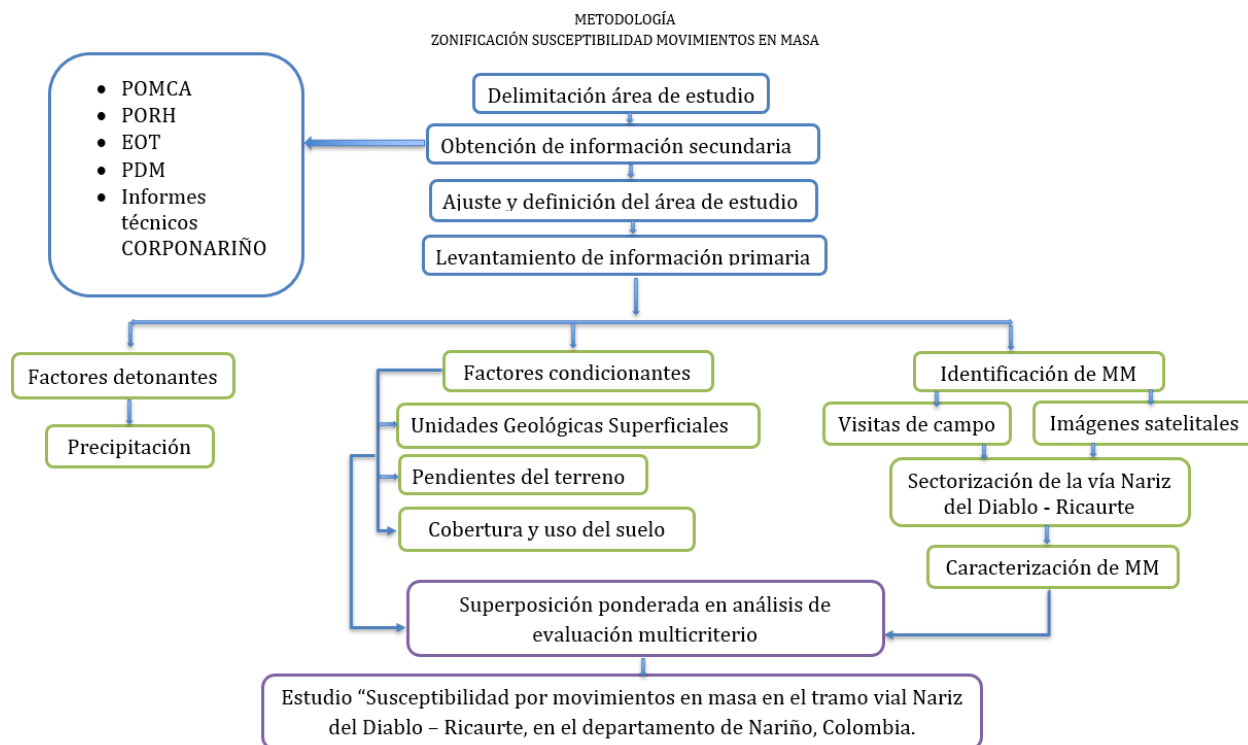 METODOLOGÍA
ZONIFICACIÓN SUSCEPTIBILIDAD MOVIMIENTOS EN MASA
• POMCA
• PORH
• EOT
• PDM
• Informes
técnicos
CORPONARIÑO
Delimitación área de estudio
Obtención de información secundaria
Ajuste y definición del área de estudio
Levantamiento de información primaria
Factores detonantes
Precipitación
Factores condicionantes
Unidades Geológicas Superficiales
Pendientes del terreno
Cobertura y uso del suelo
Identificación de MM
Visitas de campo
Imágenes satelitales
Sectorización de la vía Nariz
del Diablo - Ricaurte
Caracterización de MM
Superposición ponderada en análisis de
evaluación multicriterio
Estudio “Susceptibilidad por movimientos en masa en el tramo vial Nariz
del Diablo – Ricaurte, en el departamento de Nariño, Colombia.